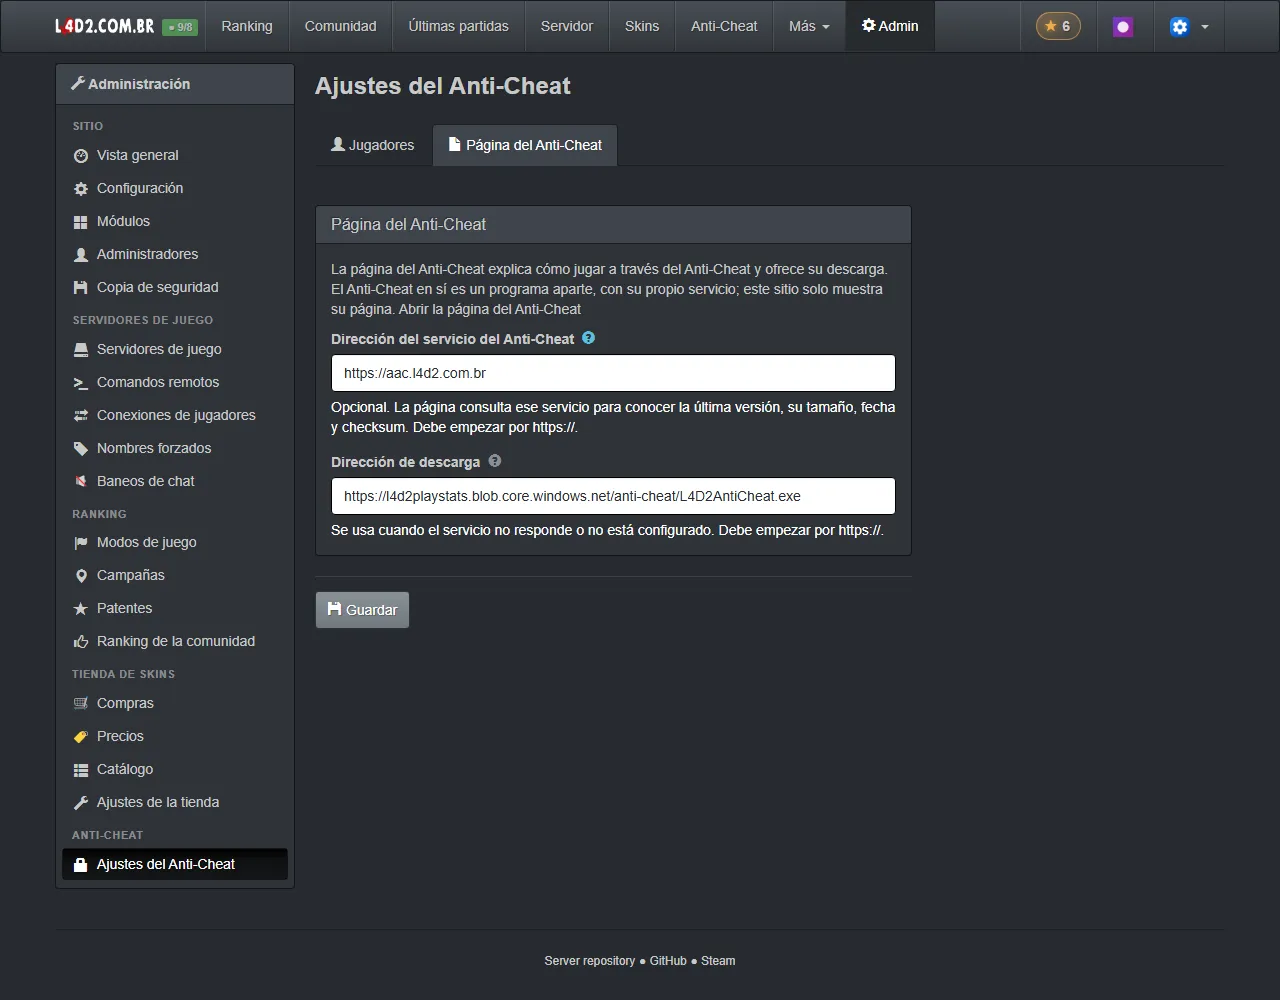 L4D2.COM.BR 9/8 Ranking Comunidad Últimas partidas Servidor Skins Anti-Cheat Más Admin 6
Administración
SITIO
Vista general
Configuración
Módulos
Administradores
Copia de seguridad
SERVIDORES DE JUEGO
Servidores de juego
Comandos remotos
Conexiones de jugadores
Nombres forzados
Baneos de chat
RANKING
Modos de juego
Campañas
Patentes
Ranking de la comunidad
TIENDA DE SKINS
Compras
Precios
Catálogo
Ajustes de la tienda
ANTI-CHEAT
Ajustes del Anti-Cheat
Ajustes del Anti-Cheat
Jugadores Página del Anti-Cheat
Página del Anti-Cheat
La página del Anti-Cheat explica cómo jugar a través del Anti-Cheat y ofrece su descarga.
El Anti-Cheat en sí es un programa aparte, con su propio servicio; este sitio solo muestra
su página. Abrir la página del Anti-Cheat
Dirección del servicio del Anti-Cheat ?
https://aac.l4d2.com.br
Opcional. La página consulta ese servicio para conocer la última versión, su tamaño, fecha
y checksum. Debe empezar por https://.
Dirección de descarga ?
https://l4d2playstats.blob.core.windows.net/anti-cheat/L4D2AntiCheat.exe
Se usa cuando el servicio no responde o no está configurado. Debe empezar por https://.
Guardar
Server repository ● GitHub ● Steam